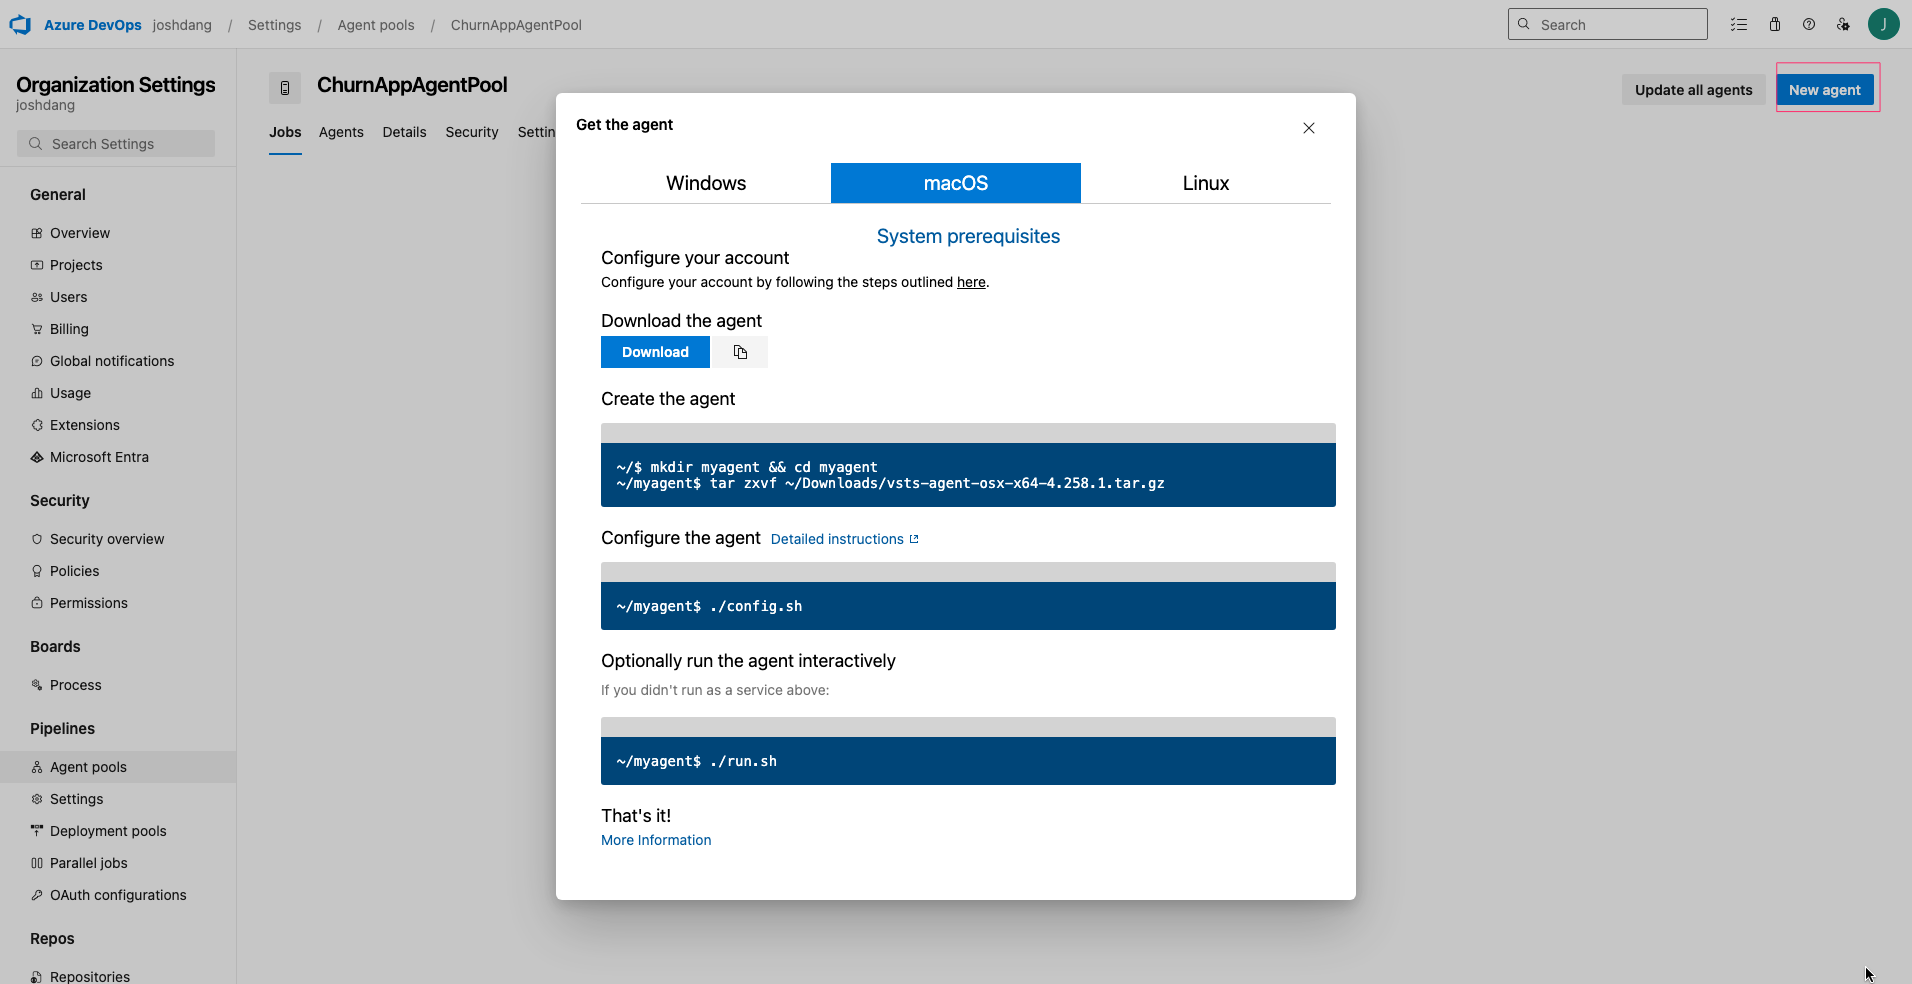 Azure DevOps joshdang / Settings / Agent pools / ChurnAppAgentPool
Search
J
Organization Settings
joshdang
Search Settings
General
Overview
Projects
Users
Billing
Global notifications
Usage
Extensions
Microsoft Entra
Security
Security overview
Policies
Permissions
Boards
Process
Pipelines
Agent pools
Settings
Deployment pools
Parallel jobs
OAuth configurations
Repos
Repositories
ChurnAppAgentPool
Update all agents
New agent
Jobs Agents Details Security Settin
Get the agent
Windows macOS Linux
System prerequisites
Configure your account
Configure your account by following the steps outlined here.
Download the agent
Download
Create the agent
~/$ mkdir myagent && cd myagent
~/myagent$ tar zxvf ~/Downloads/vsts-agent-osx-x64-4.258.1.tar.gz
Configure the agent Detailed instructions
~/myagent$ ./config.sh
Optionally run the agent interactively
If you didn't run as a service above:
~/myagent$ ./run.sh
That's it!
More Information